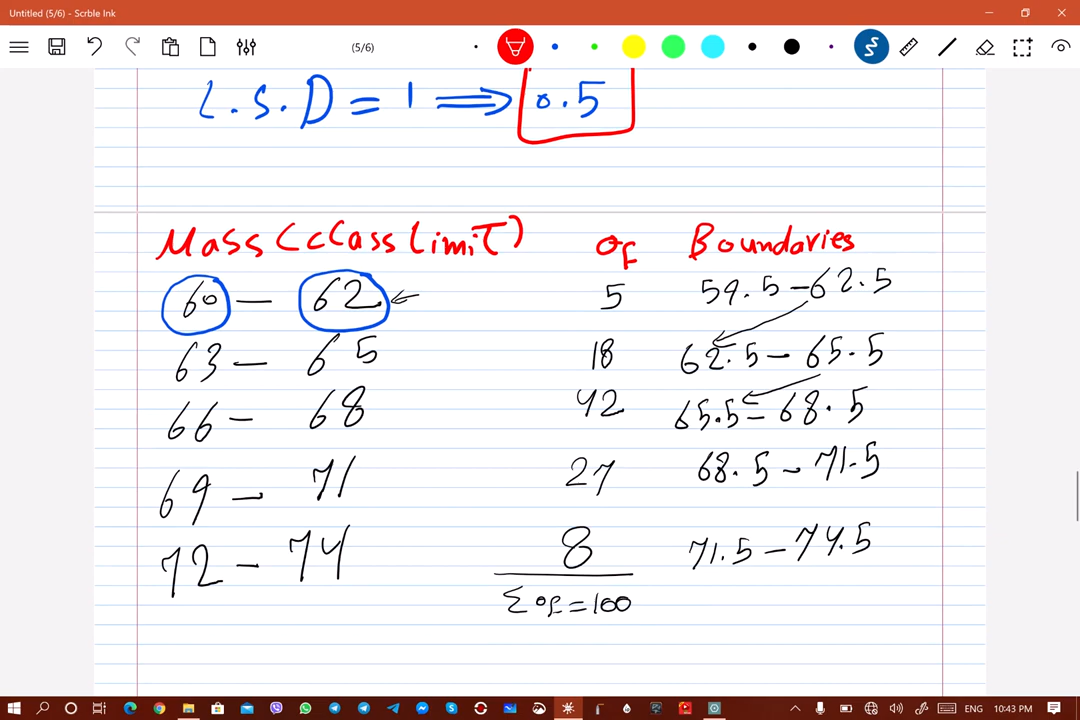 Untitled (5/6) - Scrble Ink
(5/6)
L.S.D = 1 ⟹ 0.5
Mass (cClass Limit) of Boundaries
60 – 62 5 59.5 – 62.5
63 – 65 18 62.5 – 65.5
66 – 68 42 65.5 – 68.5
69 – 71 27 68.5 – 71.5
72 – 74 8 71.5 – 74.5
Σof = 100
ENG 10:43 PM